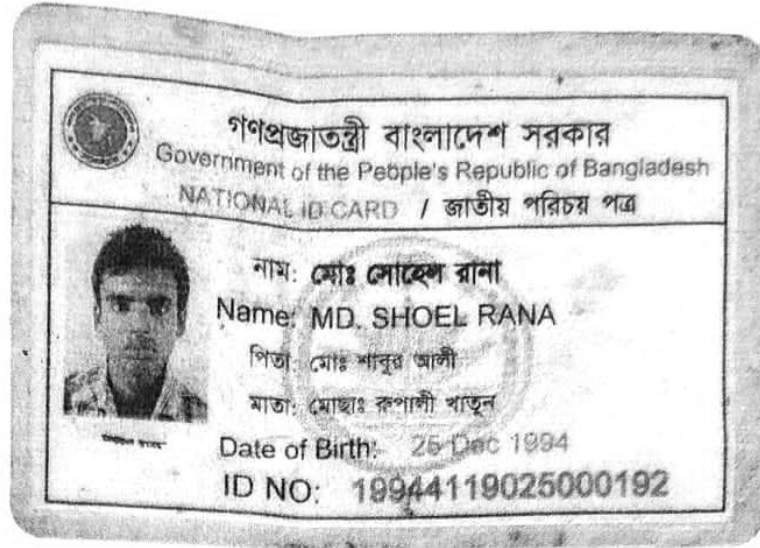 গণপ্রজাতন্ত্রী বাংলাদেশ সরকার
Government of the People's Republic of Bangladesh
NATIONAL ID CARD / জাতীয় পরিচয় পত্র
নাম: মোঃ সোহেল রানা
Name: MD. SHOEL RANA
পিতা: মোঃ শাবুর আলী
মাতা: মোছাঃ রুপালী খাতুন
Date of Birth: 25 Dec 1994
ID NO: 19944119025000192